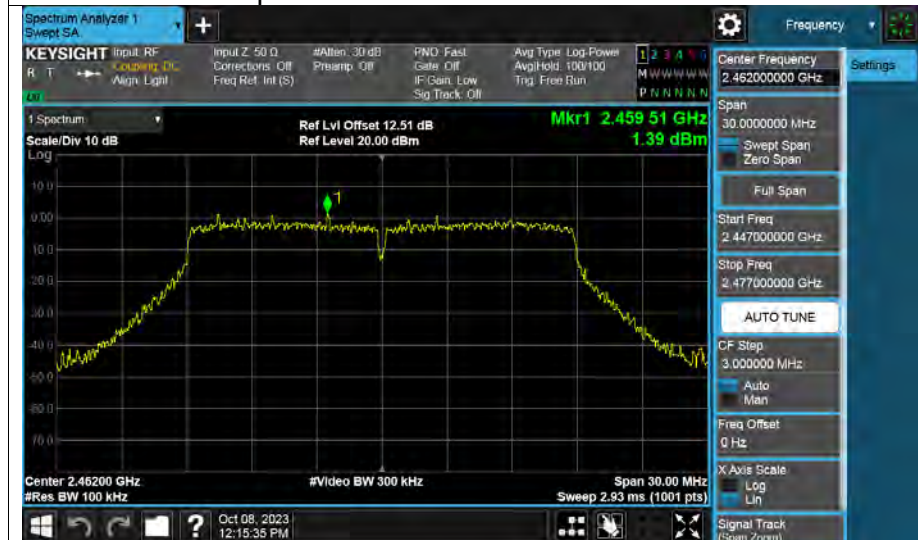 Spectrum Analyzer 1
Swept SA
+
Frequency
KEYSIGHT
Input: RF
Coupling: DC
Align: Light
R T
Input Z: 50 Ω
Corrections: Off
Freq Ref: Int (S)
#Atten: 30 dB
Preamp: Off
PNO: Fast
Gate: Off
IF Gain: Low
Sig Track: Off
Avg Type: Log-Power
Avg|Hold: 100/100
Trig: Free Run
1 2 3 4 5 6
M W W W W W
P N N N N N
Center Frequency
2.462000000 GHz
Settings
Span
30.0000000 MHz
Swept Span
Zero Span
Full Span
Start Freq
2.447000000 GHz
Stop Freq
2.477000000 GHz
AUTO TUNE
CF Step
3.000000 MHz
Auto
Man
Freq Offset
0 Hz
X Axis Scale
Log
Lin
Signal Track
(Span Zoom)
1 Spectrum
Scale/Div 10 dB
Ref Lvl Offset 12.51 dB
Ref Level 20.00 dBm
Mkr1 2.459 51 GHz
1.39 dBm
Log
10.0
0.00
-10.0
-20.0
-30.0
-40.0
-50.0
-60.0
-70.0
1
Center 2.46200 GHz
#Res BW 100 kHz
#Video BW 300 kHz
Span 30.00 MHz
Sweep 2.93 ms (1001 pts)
?
Oct 08, 2023
12:15:35 PM